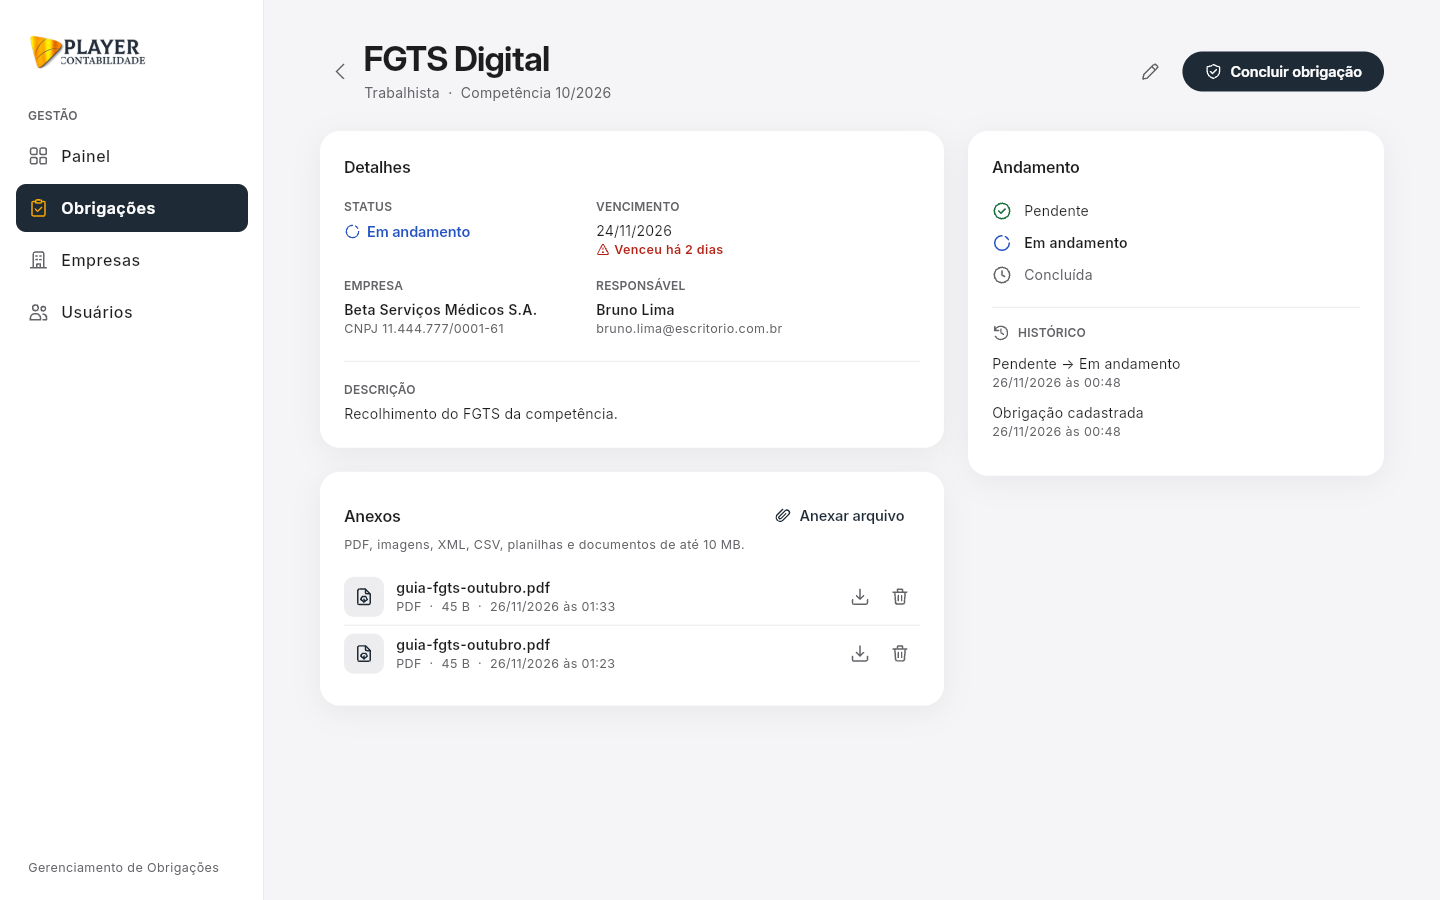 PLAYER
CONTABILIDADE
GESTÃO
Painel
Obrigações
Empresas
Usuários
Gerenciamento de Obrigações
FGTS Digital
Trabalhista · Competência 10/2026
Concluir obrigação
Detalhes
STATUS
Em andamento
VENCIMENTO
24/11/2026
Venceu há 2 dias
EMPRESA
Beta Serviços Médicos S.A.
CNPJ 11.444.777/0001-61
RESPONSÁVEL
Bruno Lima
bruno.lima@escritorio.com.br
DESCRIÇÃO
Recolhimento do FGTS da competência.
Anexos
Anexar arquivo
PDF, imagens, XML, CSV, planilhas e documentos de até 10 MB.
guia-fgts-outubro.pdf
PDF · 45 B · 26/11/2026 às 01:33
guia-fgts-outubro.pdf
PDF · 45 B · 26/11/2026 às 01:23
Andamento
Pendente
Em andamento
Concluída
HISTÓRICO
Pendente → Em andamento
26/11/2026 às 00:48
Obrigação cadastrada
26/11/2026 às 00:48